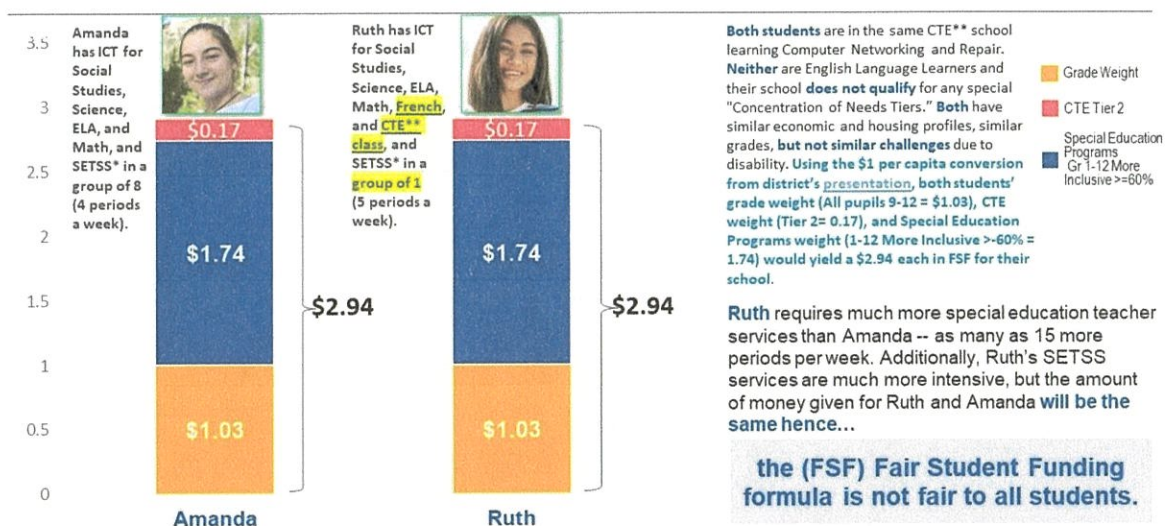 3.5
3
2.5
2
1.5
1
0.5
0
Amanda
has ICT for
Social
Studies,
Science,
ELA, and
Math, and
SETSS* in a
group of 8
(4 periods
a week).
$0.17
$1.74
$1.03
$2.94
Amanda
Ruth has ICT
for Social
Studies,
Science, ELA,
Math, French,
and CTE**
class, and
SETSS* in a
group of 1
(5 periods a
week).
$0.17
$1.74
$1.03
$2.94
Ruth
Both students are in the same CTE** school
learning Computer Networking and Repair.
Neither are English Language Learners and
their school does not qualify for any special
"Concentration of Needs Tiers." Both have
similar economic and housing profiles, similar
grades, but not similar challenges due to
disability. Using the $1 per capita conversion
from district's presentation, both students'
grade weight (All pupils 9-12 = $1.03), CTE
weight (Tier 2= 0.17), and Special Education
Programs weight (1-12 More Inclusive >-60% =
1.74) would yield a $2.94 each in FSF for their
school.
Grade Weight
CTE Tier 2
Special Education
Programs
Gr 1-12 More
Inclusive >=60%
Ruth requires much more special education teacher
services than Amanda -- as many as 15 more
periods per week. Additionally, Ruth's SETSS
services are much more intensive, but the amount
of money given for Ruth and Amanda will be the
same hence...
the (FSF) Fair Student Funding
formula is not fair to all students.